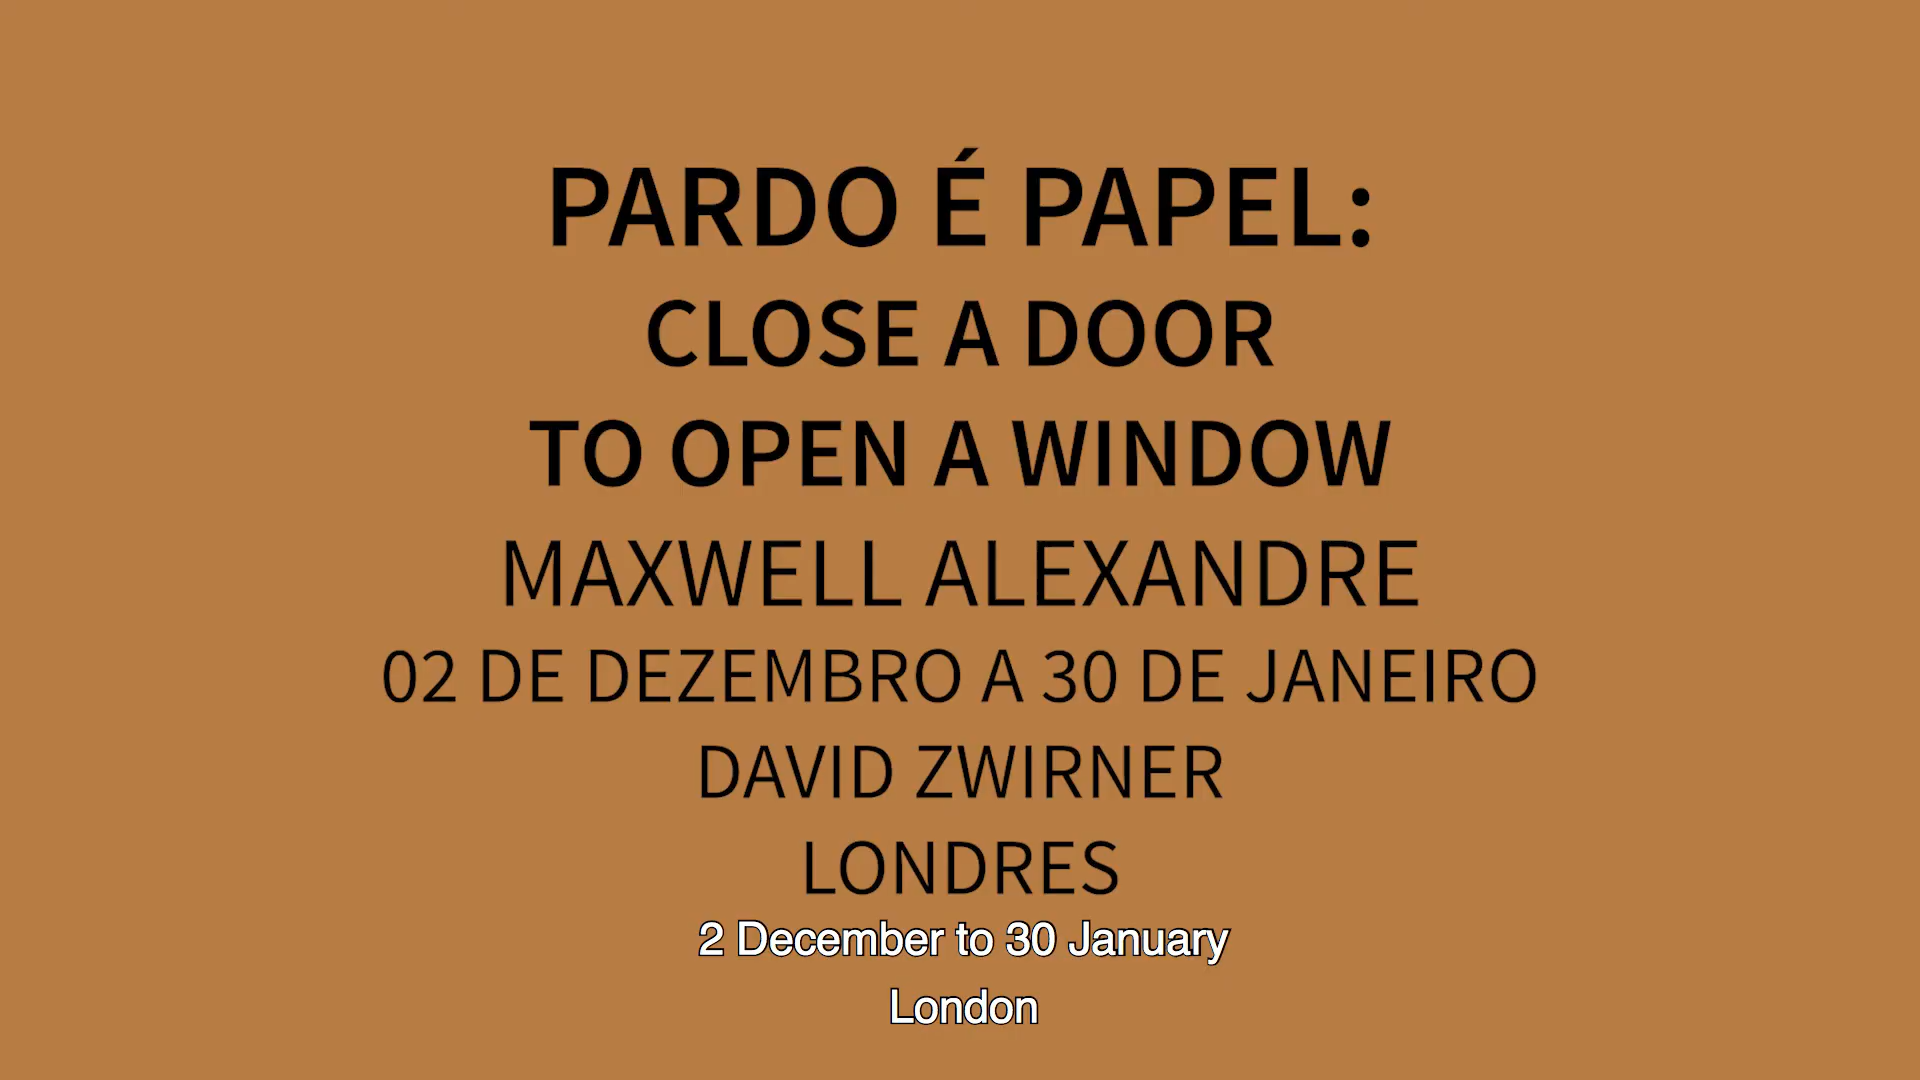 PARDO É PAPEL:
CLOSE A DOOR
TO OPEN A WINDOW
MAXWELL ALEXANDRE
02 DE DEZEMBRO A 30 DE JANEIRO
DAVID ZWIRNER
LONDRES
2 December to 30 January
London